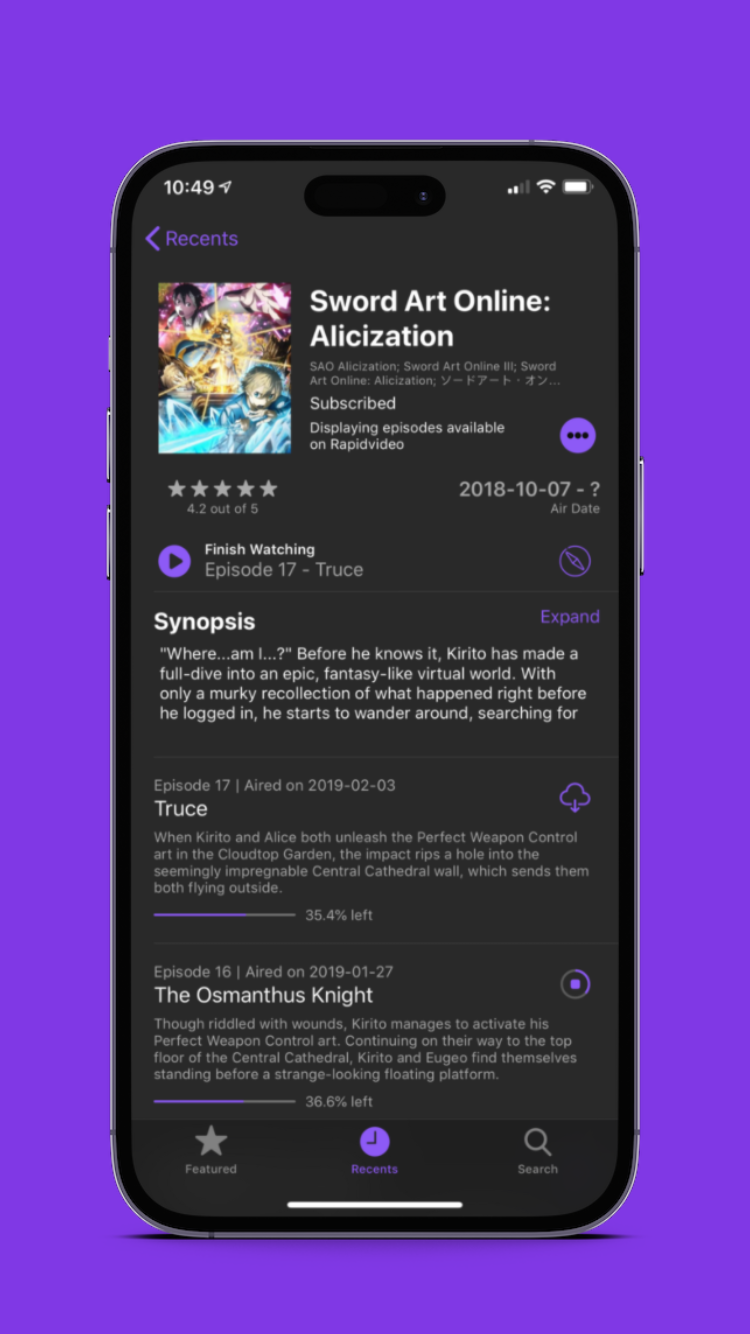 10:49
Recents
Sword Art Online:
Alicization
SAO Alicization; Sword Art Online III; Sword
Art Online: Alicization; ソードアート・オン...
Subscribed
Displaying episodes available
on Rapidvideo
4.2 out of 5
2018-10-07 - ?
Air Date
Finish Watching
Episode 17 - Truce
Synopsis
Expand
"Where...am I...?" Before he knows it, Kirito has made a
full-dive into an epic, fantasy-like virtual world. With
only a murky recollection of what happened right before
he logged in, he starts to wander around, searching for
Episode 17 | Aired on 2019-02-03
Truce
When Kirito and Alice both unleash the Perfect Weapon Control
art in the Cloudtop Garden, the impact rips a hole into the
seemingly impregnable Central Cathedral wall, which sends them
both flying outside.
35.4% left
Episode 16 | Aired on 2019-01-27
The Osmanthus Knight
Though riddled with wounds, Kirito manages to activate his
Perfect Weapon Control art. Continuing on their way to the top
floor of the Central Cathedral, Kirito and Eugeo find themselves
standing before a strange-looking floating platform.
36.6% left
Featured
Recents
Search